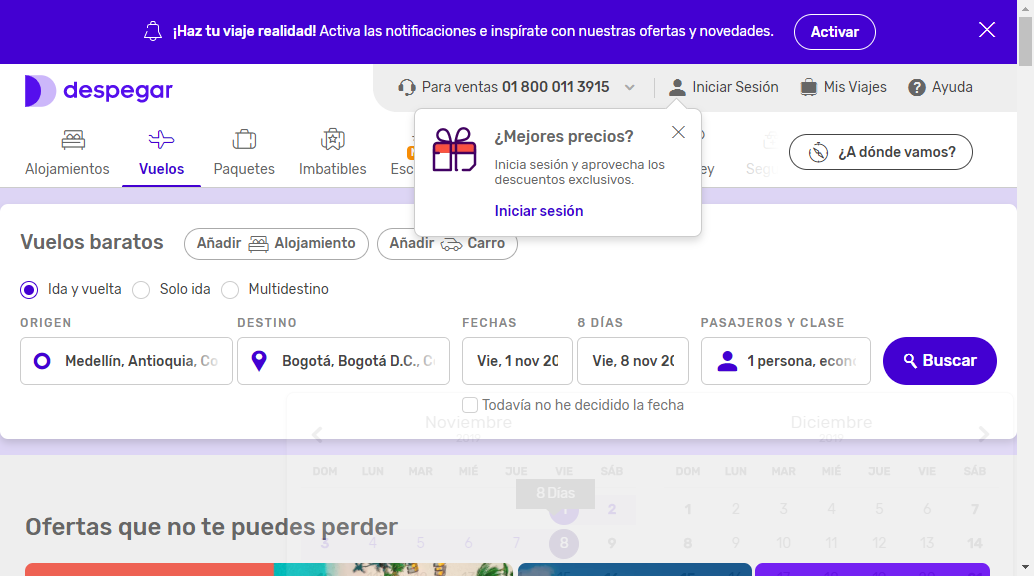 ¡Haz tu viaje realidad! Activa las notificaciones e inspírate con nuestras ofertas y novedades.
Activar
despegar
Para ventas 01 800 011 3915
Iniciar Sesión
Mis Viajes
Ayuda
Alojamientos
Vuelos
Paquetes
Imbatibles
¿A dónde vamos?
¿Mejores precios?
Inicia sesión y aprovecha los
descuentos exclusivos.
Iniciar sesión
Vuelos baratos
Añadir Alojamiento
Añadir Carro
Ida y vuelta
Solo ida
Multidestino
ORIGEN
DESTINO
FECHAS
8 DÍAS
PASAJEROS Y CLASE
Medellín, Antioquia, Co
Bogotá, Bogotá D.C., C
Vie, 1 nov 20
Vie, 8 nov 20
1 persona, econ
Buscar
Todavía no he decidido la fecha
Noviembre
2019
Diciembre
2019
DOM LUN MAR MIÉ JUE VIE SÁB
DOM LUN MAR MIÉ JUE VIE SÁB
8 Días
1 2
1 2 3 4 5 6 7
Ofertas que no te puedes perder
3 4 5 6 7 8 9
8 9 10 11 12 13 14